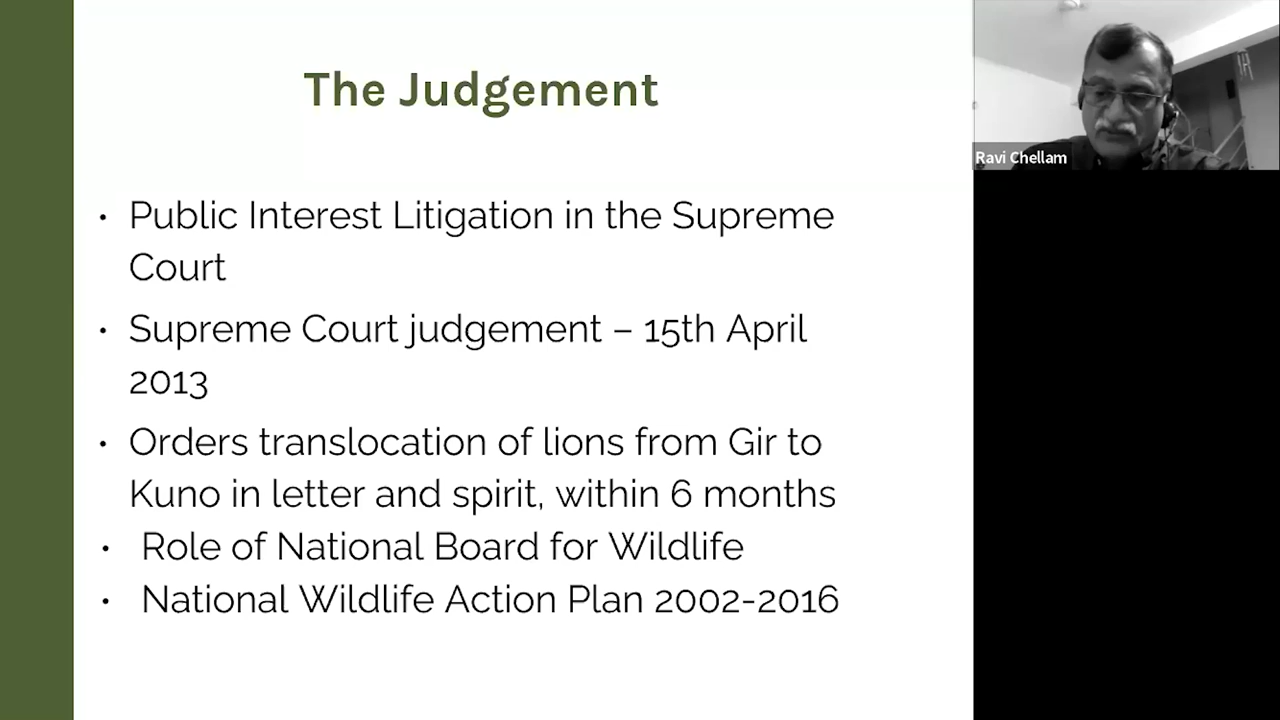 The Judgement
Ravi Chellam
• Public Interest Litigation in the Supreme
Court
• Supreme Court judgement – 15th April
2013
• Orders translocation of lions from Gir to
Kuno in letter and spirit, within 6 months
• Role of National Board for Wildlife
• National Wildlife Action Plan 2002-2016